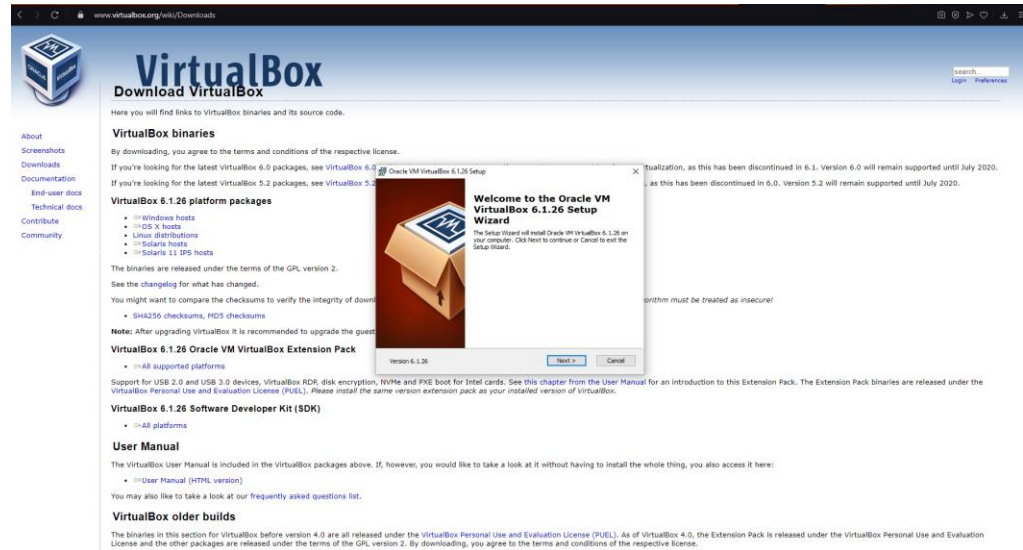 www.virtualbox.org/wiki/Downloads
VirtualBox
search...
Login Preferences
Download VirtualBox
Here you will find links to VirtualBox binaries and its source code.
About
Screenshots
Downloads
Documentation
End-user docs
Technical docs
Contribute
Community
VirtualBox binaries
By downloading, you agree to the terms and conditions of the respective license.
If you're looking for the latest VirtualBox 6.0 packages, see VirtualBox 6.0 rtualization, as this has been discontinued in 6.1. Version 6.0 will remain supported until July 2020.
If you're looking for the latest VirtualBox 5.2 packages, see VirtualBox 5.2 , as this has been discontinued in 6.0. Version 5.2 will remain supported until July 2020.
VirtualBox 6.1.26 platform packages
Windows hosts
OS X hosts
Linux distributions
Solaris hosts
Solaris 11 IPS hosts
The binaries are released under the terms of the GPL version 2.
See the changelog for what has changed.
You might want to compare the checksums to verify the integrity of downl orithm must be treated as insecure!
SHA256 checksums, MD5 checksums
Note: After upgrading VirtualBox it is recommended to upgrade the guest
Oracle VM VirtualBox 6.1.26 Setup
Welcome to the Oracle VM
VirtualBox 6.1.26 Setup
Wizard
The Setup Wizard will install Oracle VM VirtualBox 6.1.26 on
your computer. Click Next to continue or Cancel to exit the
Setup Wizard.
Version 6.1.26
Next >
Cancel
VirtualBox 6.1.26 Oracle VM VirtualBox Extension Pack
All supported platforms
Support for USB 2.0 and USB 3.0 devices, VirtualBox RDP, disk encryption, NVMe and PXE boot for Intel cards. See this chapter from the User Manual for an introduction to this Extension Pack. The Extension Pack binaries are released under the
VirtualBox Personal Use and Evaluation License (PUEL). Please install the same version extension pack as your installed version of VirtualBox.
VirtualBox 6.1.26 Software Developer Kit (SDK)
All platforms
User Manual
The VirtualBox User Manual is included in the VirtualBox packages above. If, however, you would like to take a look at it without having to install the whole thing, you also access it here:
User Manual (HTML version)
You may also like to take a look at our frequently asked questions list.
VirtualBox older builds
The binaries in this section for VirtualBox before version 4.0 are all released under the VirtualBox Personal Use and Evaluation License (PUEL). As of VirtualBox 4.0, the Extension Pack is released under the VirtualBox Personal Use and Evaluation
License and the other packages are released under the terms of the GPL version 2. By downloading, you agree to the terms and conditions of the respective license.